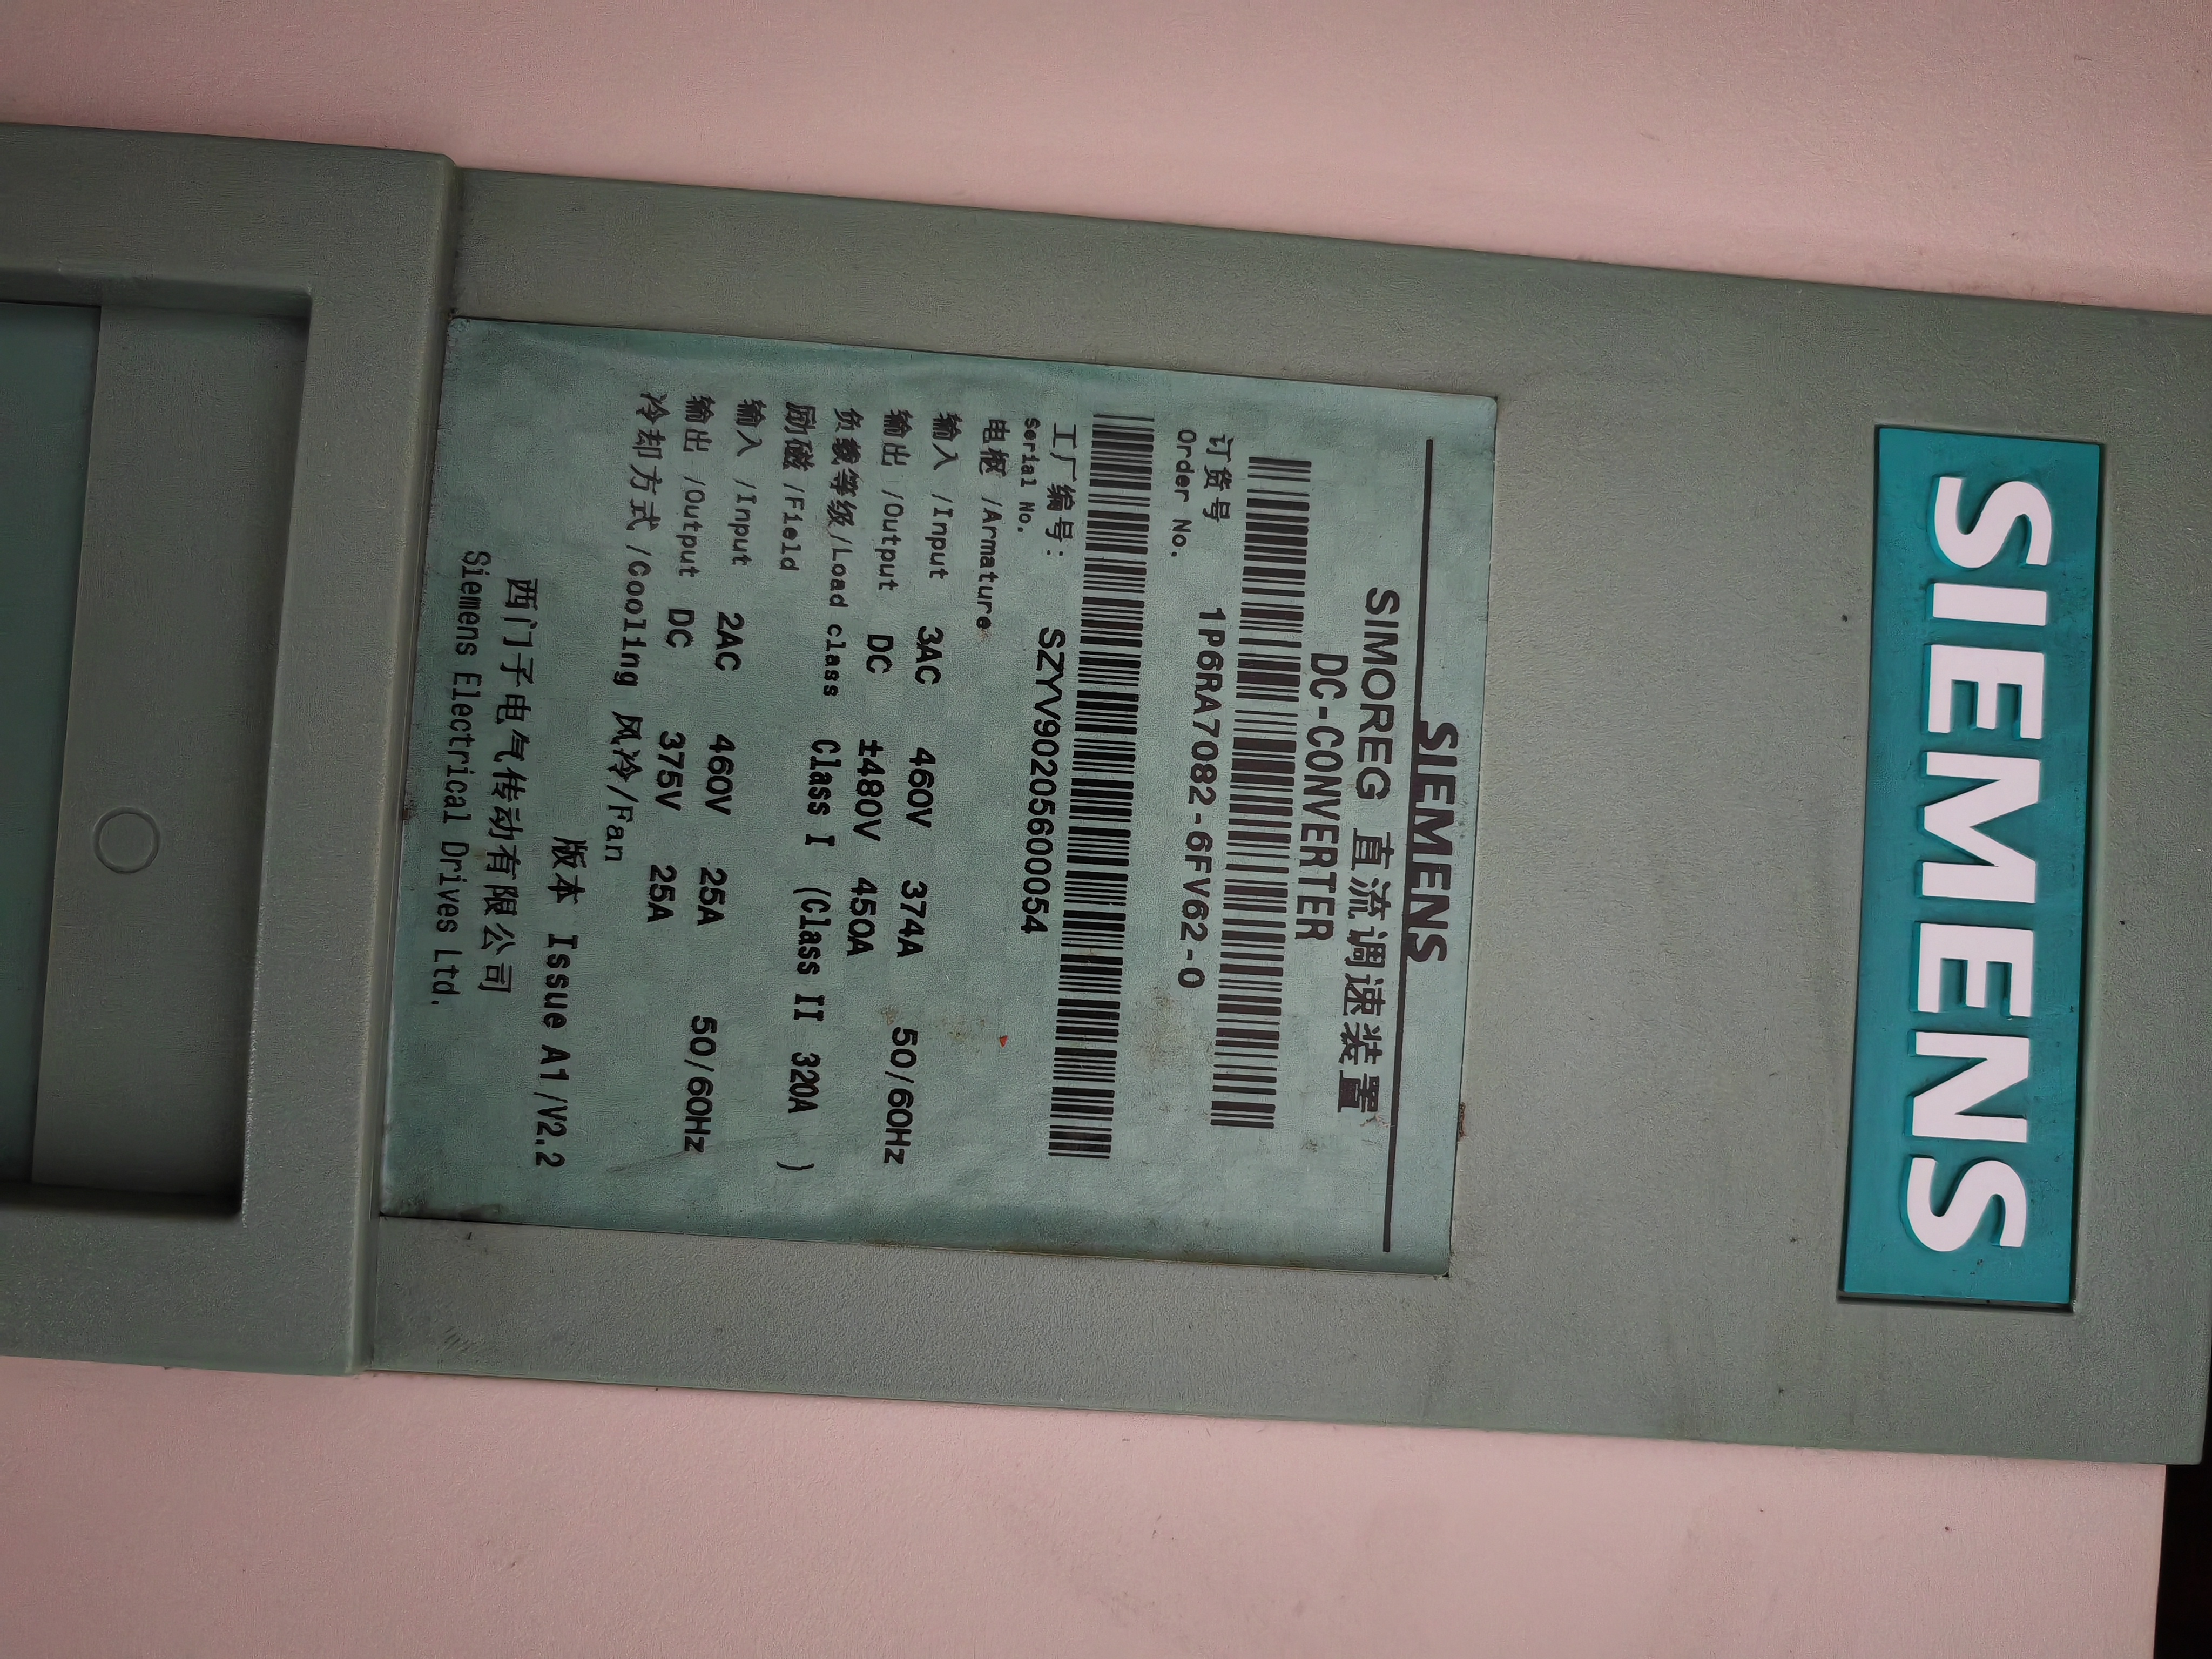 SIEMENS
SIEMENS
SIMOREG 直流调速装置
DC-CONVERTER
订货号 1P6RA7082-6FV62-0
Order No.
工厂编号: SZYV90205600054
Serial No.
电枢 /Armature
输入 /Input 3AC 460V 374A 50/60Hz
输出 /Output DC ±480V 450A
负载等级/Load class Class I (Class II 320A )
励磁 /Field
输入 /Input 2AC 460V 25A 50/60Hz
输出 /Output DC 375V 25A
冷却方式 /Cooling 风冷/Fan
版本 Issue A1/V2.2
西门子电气传动有限公司
Siemens Electrical Drives Ltd.